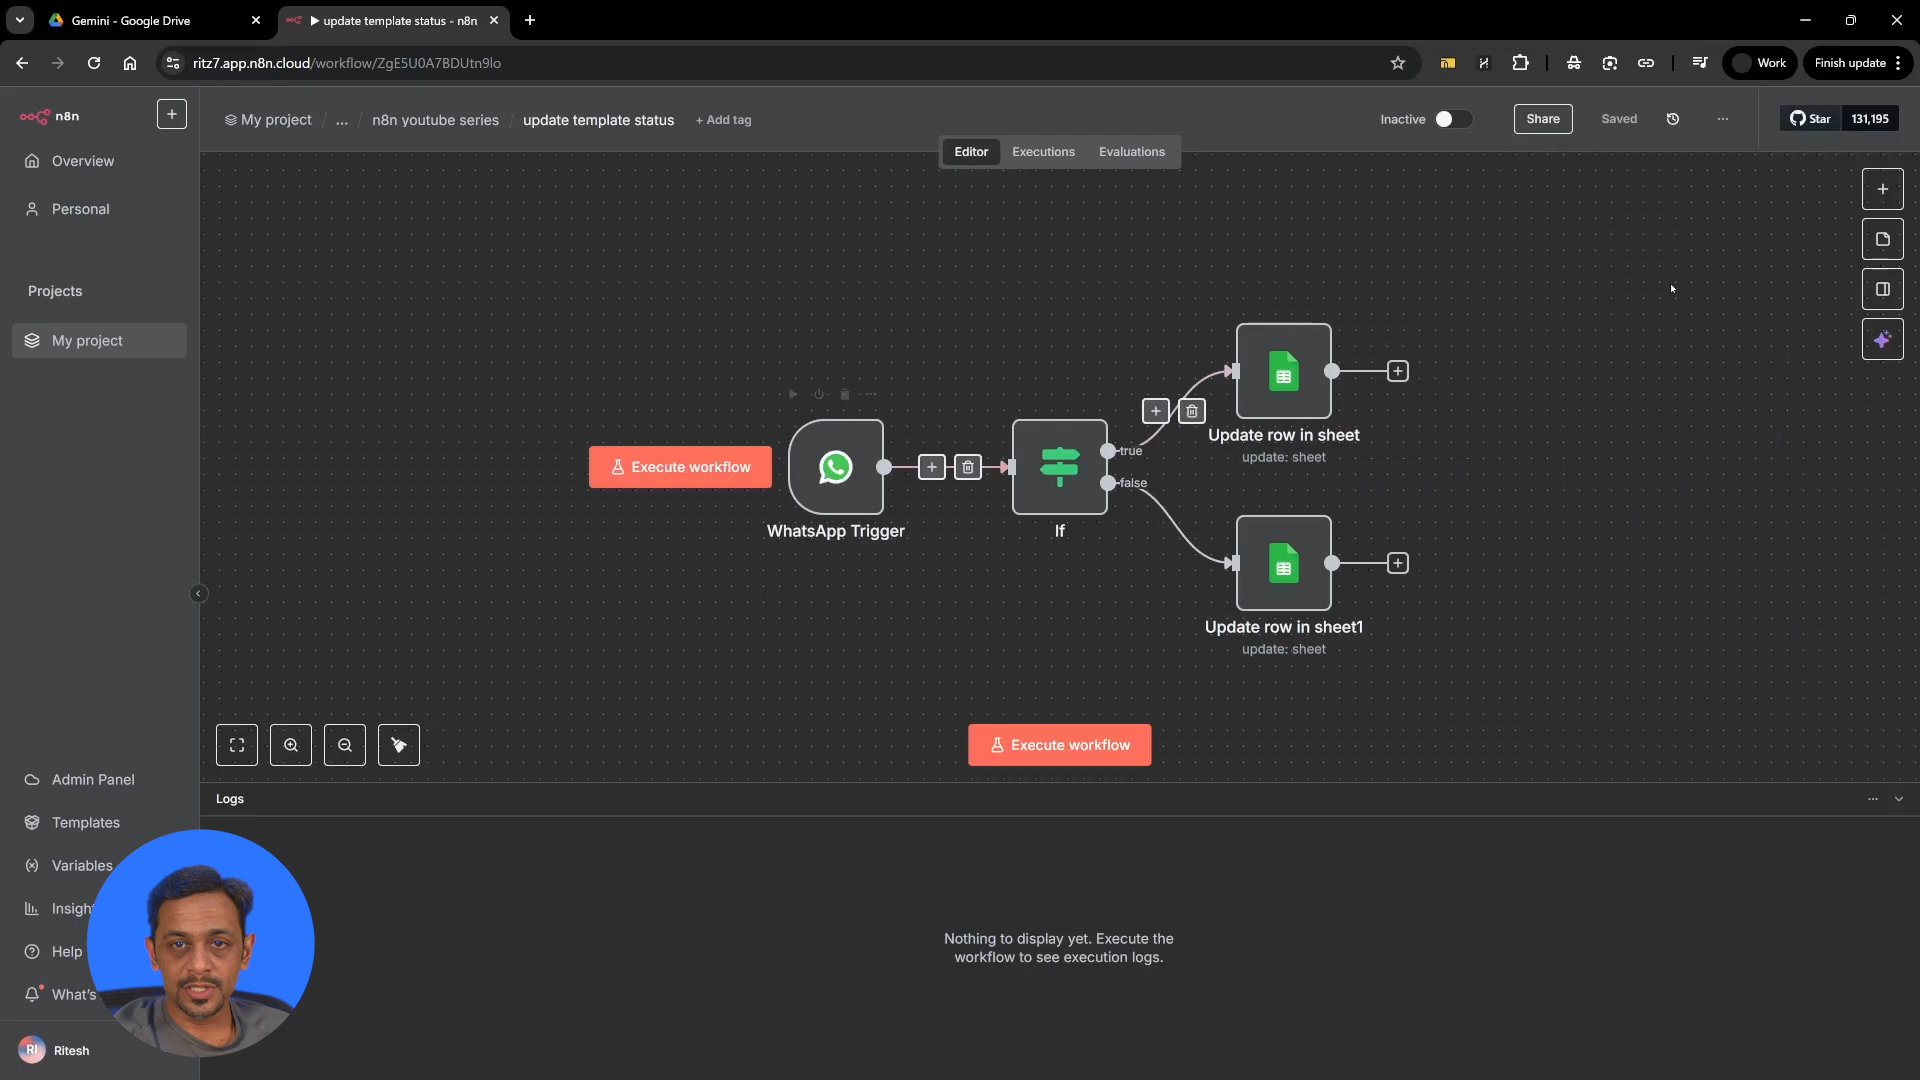 Gemini - Google Drive
update template status - n8n
ritz7.app.n8n.cloud/workflow/ZgE5U0A7BDUtn9lo
Work
Finish update
n8n
My project / ... / n8n youtube series / update template status + Add tag
Inactive
Share
Saved
Star 131,195
Editor Executions Evaluations
Overview
Personal
Projects
My project
Execute workflow
WhatsApp Trigger
If
true
false
Update row in sheet
update: sheet
Update row in sheet1
update: sheet
Execute workflow
Logs
Nothing to display yet. Execute the
workflow to see execution logs.
Admin Panel
Templates
Variables
Insigh
Help
What's
RI Ritesh